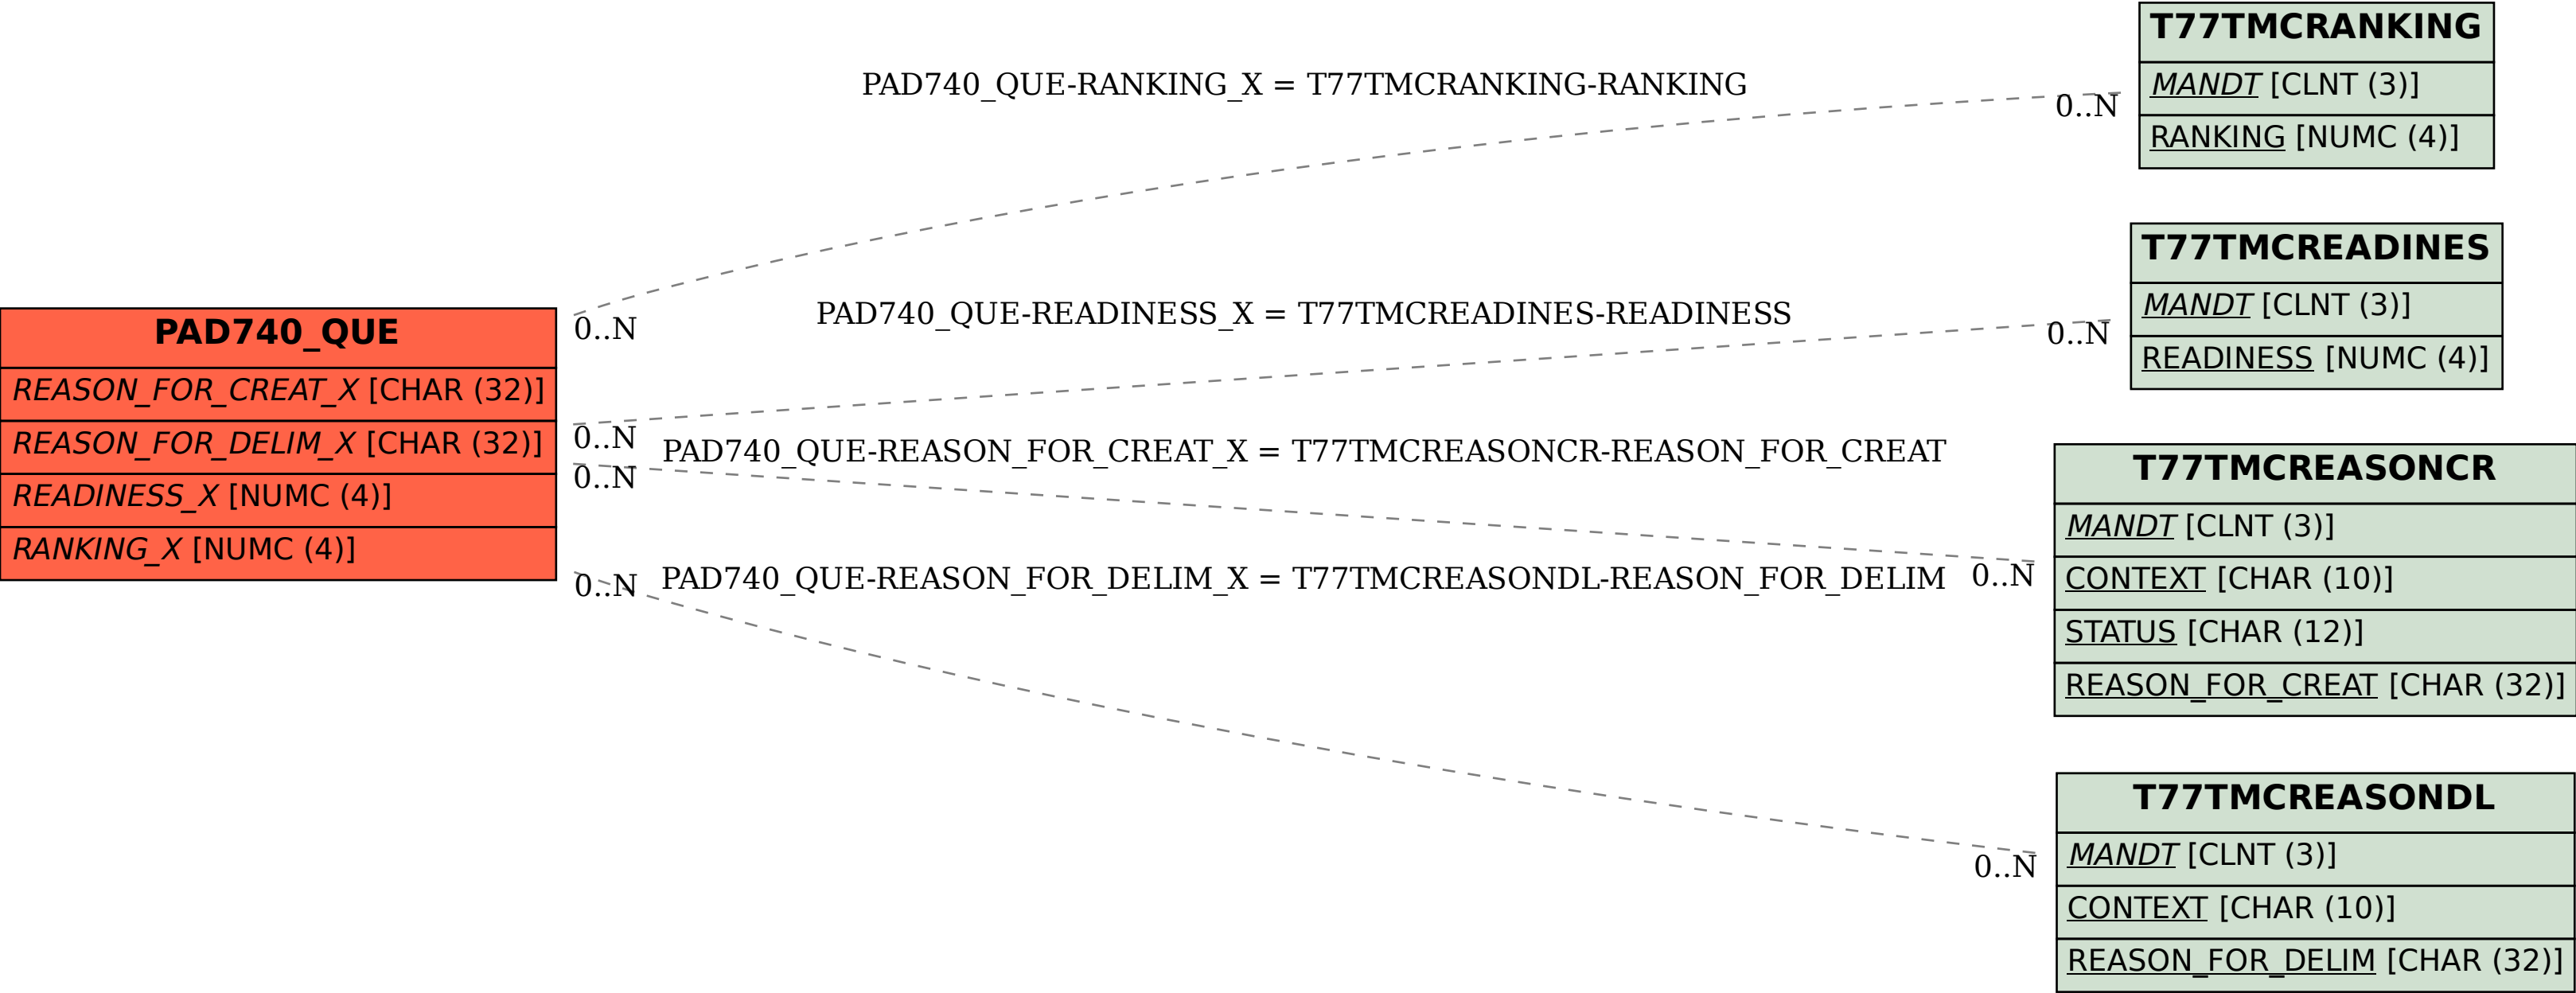 PAD740_QUE
REASON_FOR_CREAT_X [CHAR (32)]
REASON_FOR_DELIM_X [CHAR (32)]
READINESS_X [NUMC (4)]
RANKING_X [NUMC (4)]
PAD740_QUE-RANKING_X = T77TMCRANKING-RANKING
0..N
0..N
PAD740_QUE-READINESS_X = T77TMCREADINES-READINESS
0..N
0..N
PAD740_QUE-REASON_FOR_CREAT_X = T77TMCREASONCR-REASON_FOR_CREAT
0..N
0..N
PAD740_QUE-REASON_FOR_DELIM_X = T77TMCREASONDL-REASON_FOR_DELIM
0..N
0..N
T77TMCRANKING
MANDT [CLNT (3)]
RANKING [NUMC (4)]
T77TMCREADINES
MANDT [CLNT (3)]
READINESS [NUMC (4)]
T77TMCREASONCR
MANDT [CLNT (3)]
CONTEXT [CHAR (10)]
STATUS [CHAR (12)]
REASON_FOR_CREAT [CHAR (32)]
T77TMCREASONDL
MANDT [CLNT (3)]
CONTEXT [CHAR (10)]
REASON_FOR_DELIM [CHAR (32)]